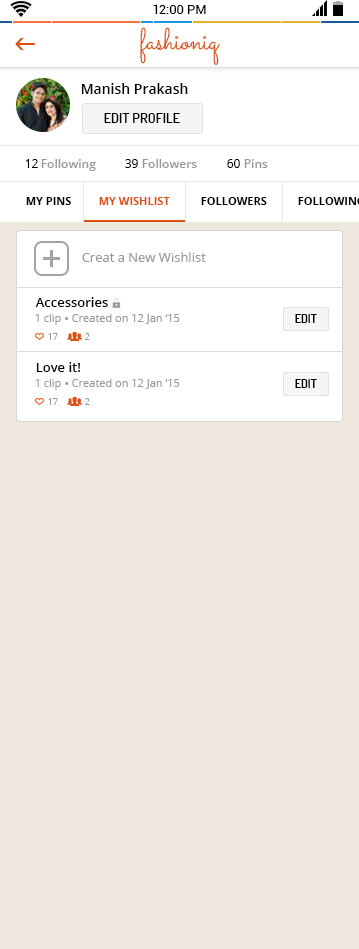 12:00 PM
fashioniq
Manish Prakash
EDIT PROFILE
12 Following 39 Followers 60 Pins
MY PINS MY WISHLIST FOLLOWERS FOLLOWING
Creat a New Wishlist
Accessories
1 clip • Created on 12 Jan '15
EDIT
17 2
Love it!
1 clip • Created on 12 Jan '15
EDIT
17 2